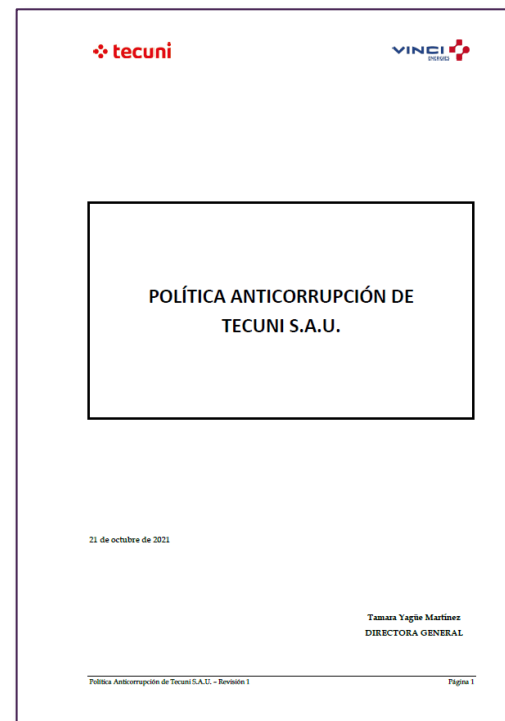 tecuni
VINCI
ENERGIES
POLÍTICA ANTICORRUPCIÓN DE
TECUNI S.A.U.
21 de octubre de 2021
Tamara Yagüe Martínez
DIRECTORA GENERAL
Política Anticorrupción de Tecuni S.A.U. – Revisión 1
Página 1